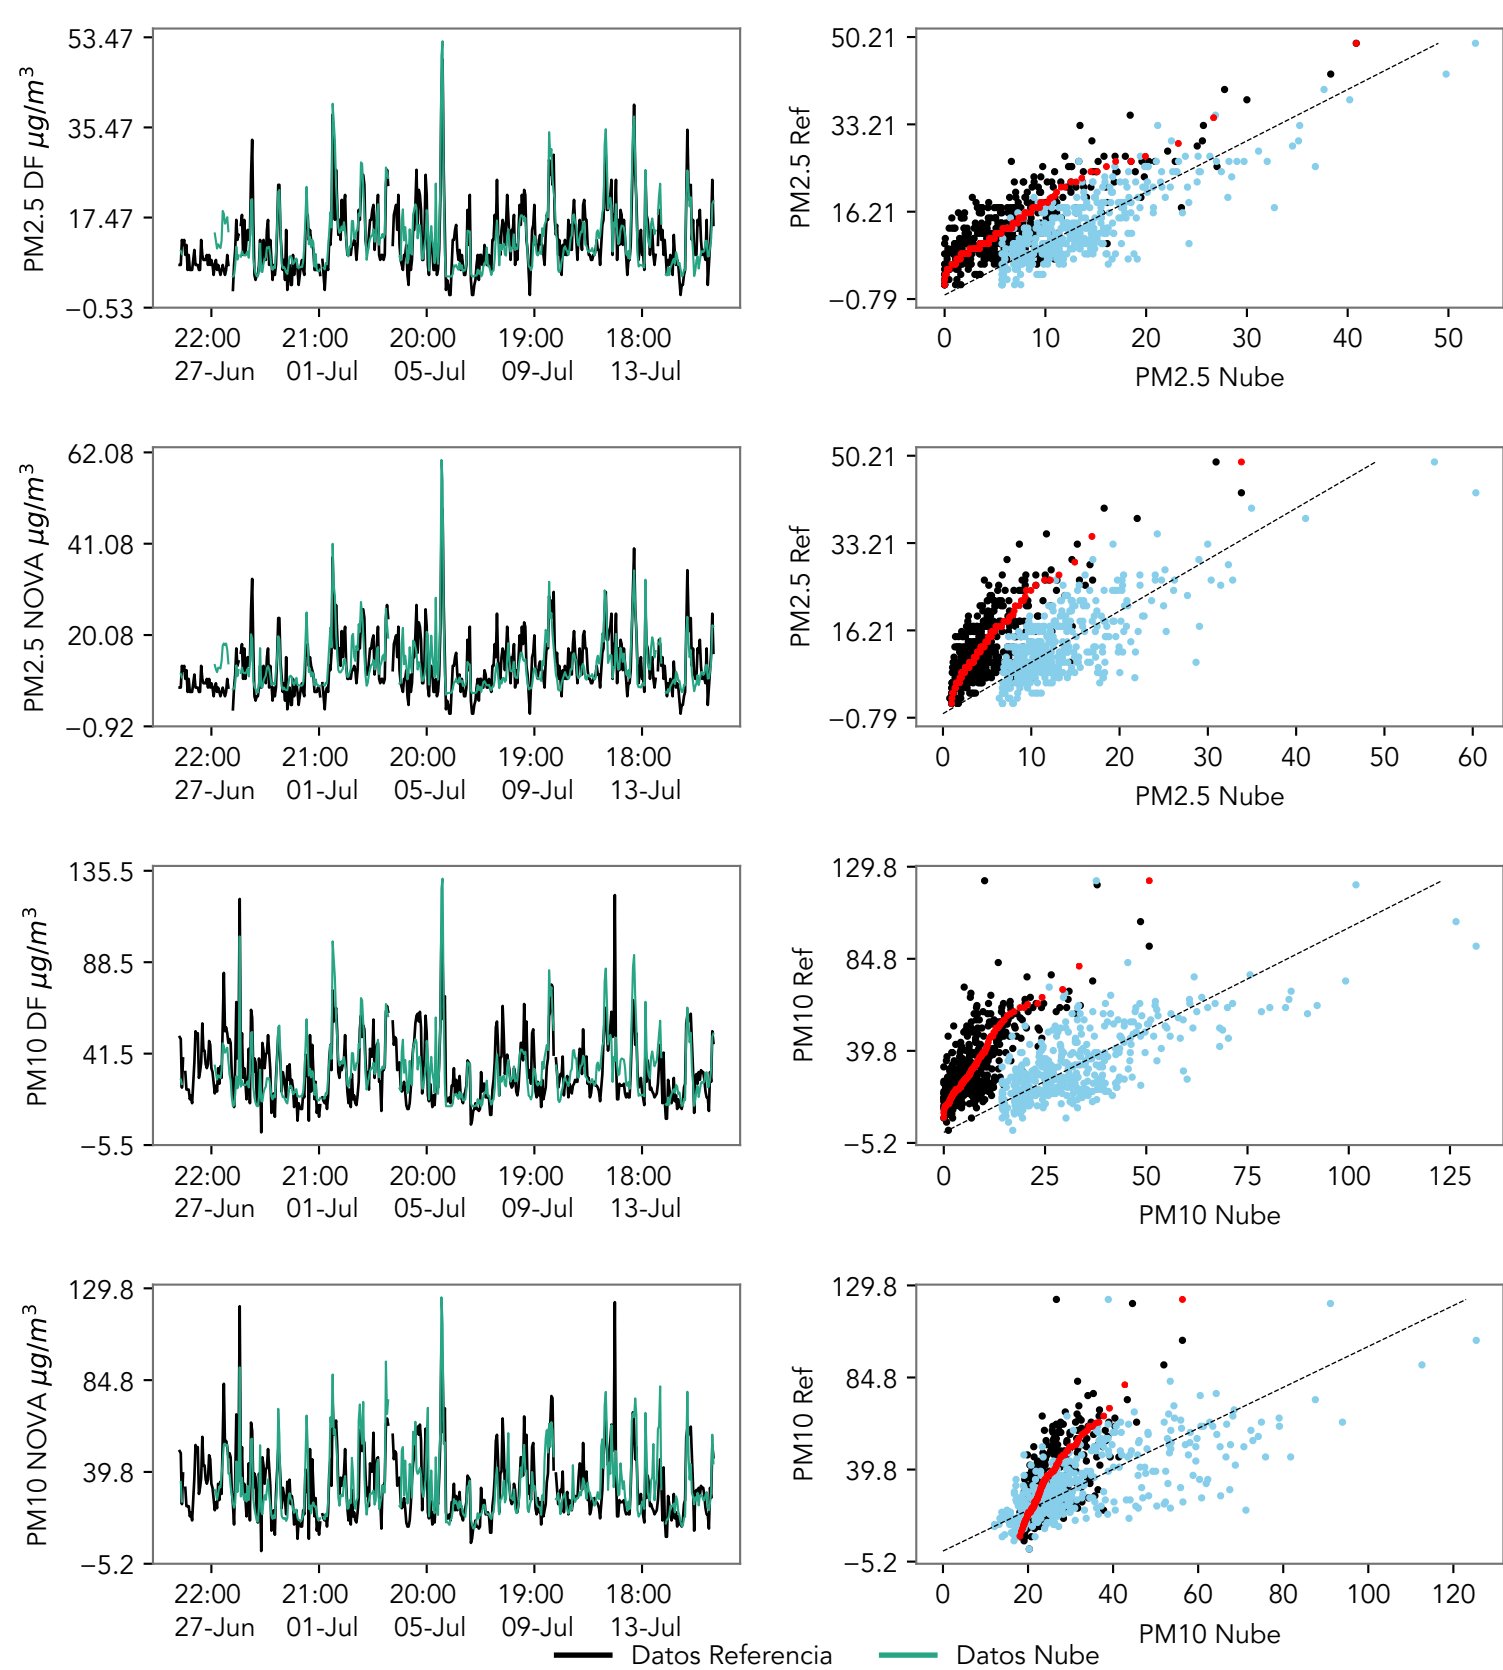 PM2.5 DF µg/m³
53.47
35.47
17.47
−0.53
22:00 21:00 20:00 19:00 18:00
27-Jun 01-Jul 05-Jul 09-Jul 13-Jul
PM2.5 Ref
50.21
33.21
16.21
−0.79
0 10 20 30 40 50
PM2.5 Nube
PM2.5 NOVA µg/m³
62.08
41.08
20.08
−0.92
22:00 21:00 20:00 19:00 18:00
27-Jun 01-Jul 05-Jul 09-Jul 13-Jul
PM2.5 Ref
50.21
33.21
16.21
−0.79
0 10 20 30 40 50 60
PM2.5 Nube
PM10 DF µg/m³
135.5
88.5
41.5
−5.5
22:00 21:00 20:00 19:00 18:00
27-Jun 01-Jul 05-Jul 09-Jul 13-Jul
PM10 Ref
129.8
84.8
39.8
−5.2
0 25 50 75 100 125
PM10 Nube
PM10 NOVA µg/m³
129.8
84.8
39.8
−5.2
22:00 21:00 20:00 19:00 18:00
27-Jun 01-Jul 05-Jul 09-Jul 13-Jul
PM10 Ref
129.8
84.8
39.8
−5.2
0 20 40 60 80 100 120
PM10 Nube
Datos Referencia Datos Nube